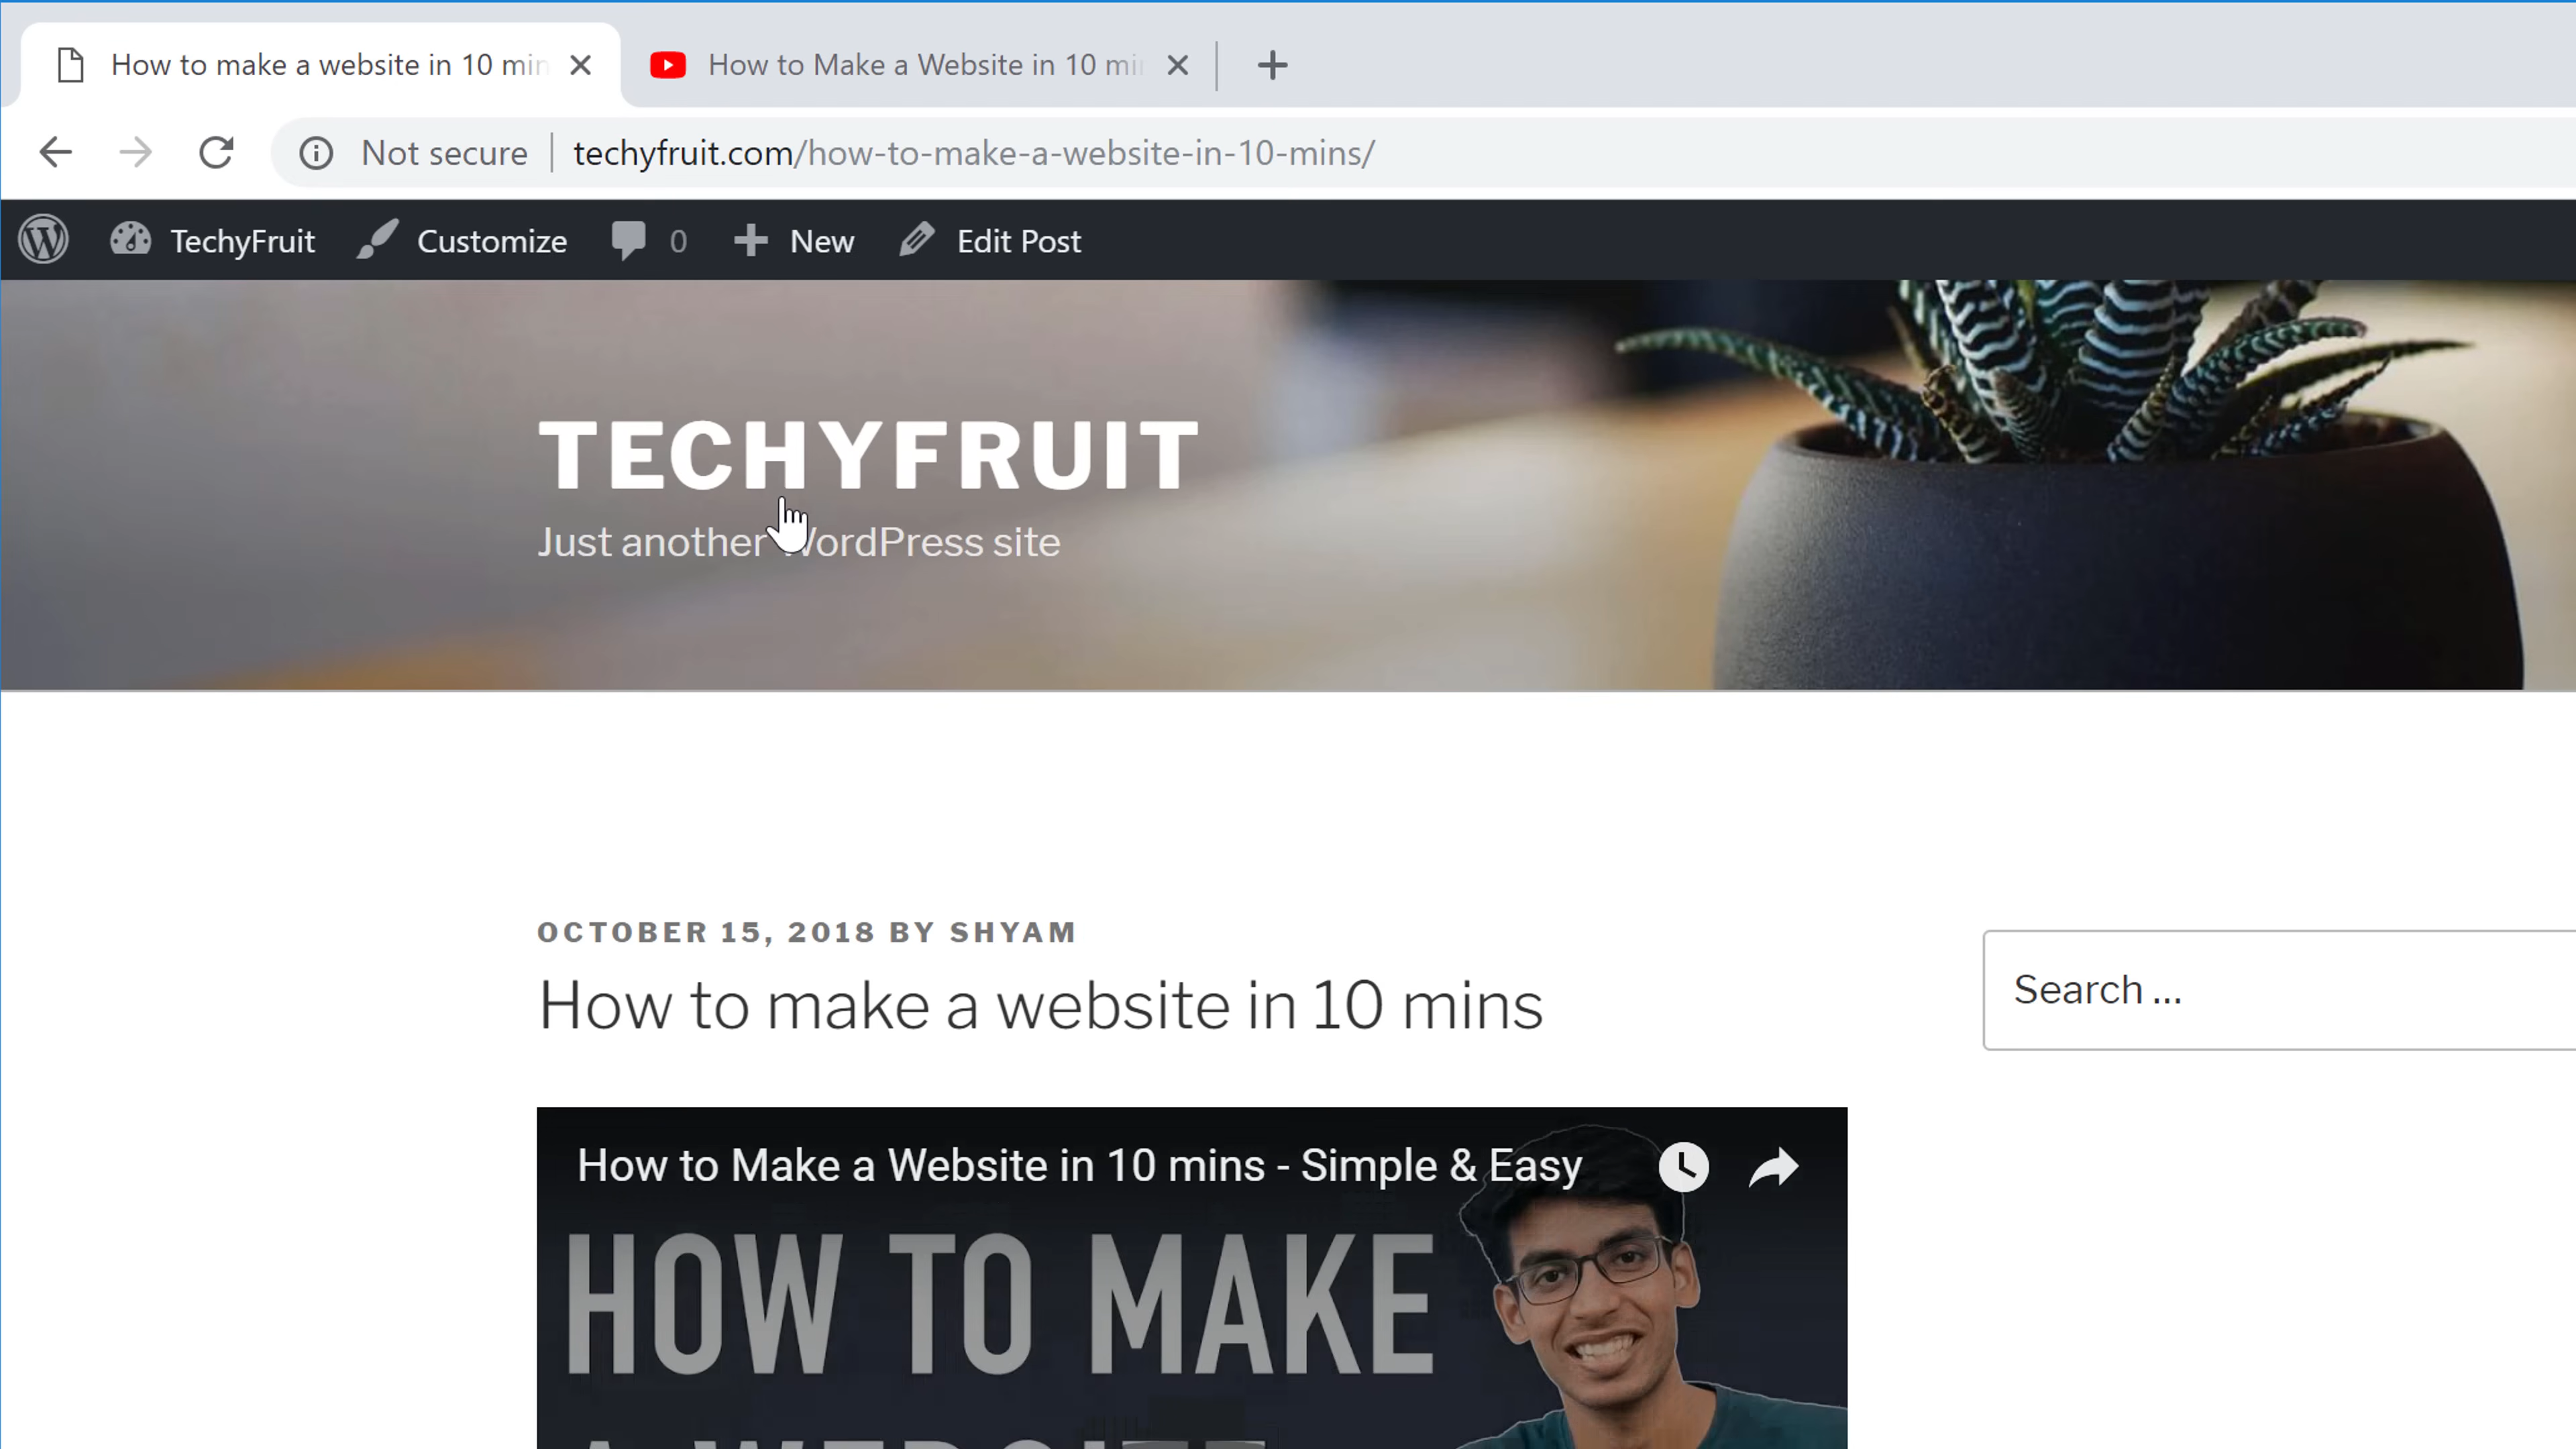 How to make a website in 10 min
How to Make a Website in 10 mi
Not secure
techyfruit.com/how-to-make-a-website-in-10-mins/
TechyFruit
Customize
0
New
Edit Post
TECHYFRUIT
Just another WordPress site
OCTOBER 15, 2018 BY SHYAM
How to make a website in 10 mins
Search ...
How to Make a Website in 10 mins - Simple & Easy
HOW TO MAKE
A WEBSITE